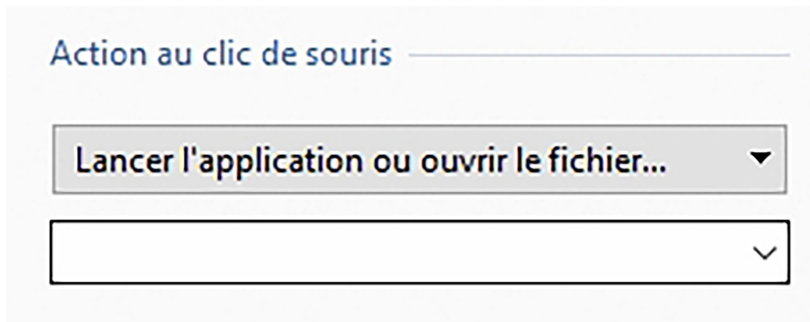 Action au clic de souris
Lancer l'application ou ouvrir le fichier...